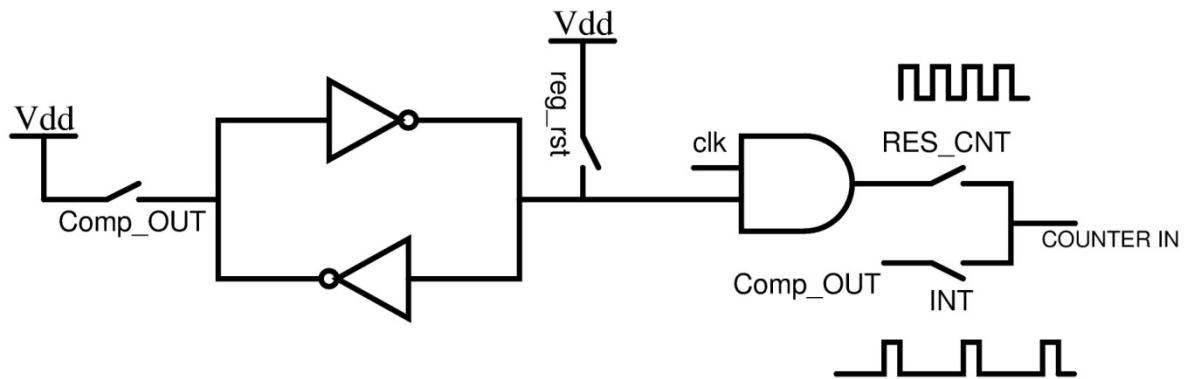 Vdd
Comp_OUT
Vdd
reg_rst
clk
RES_CNT
Comp_OUT
INT
COUNTER IN